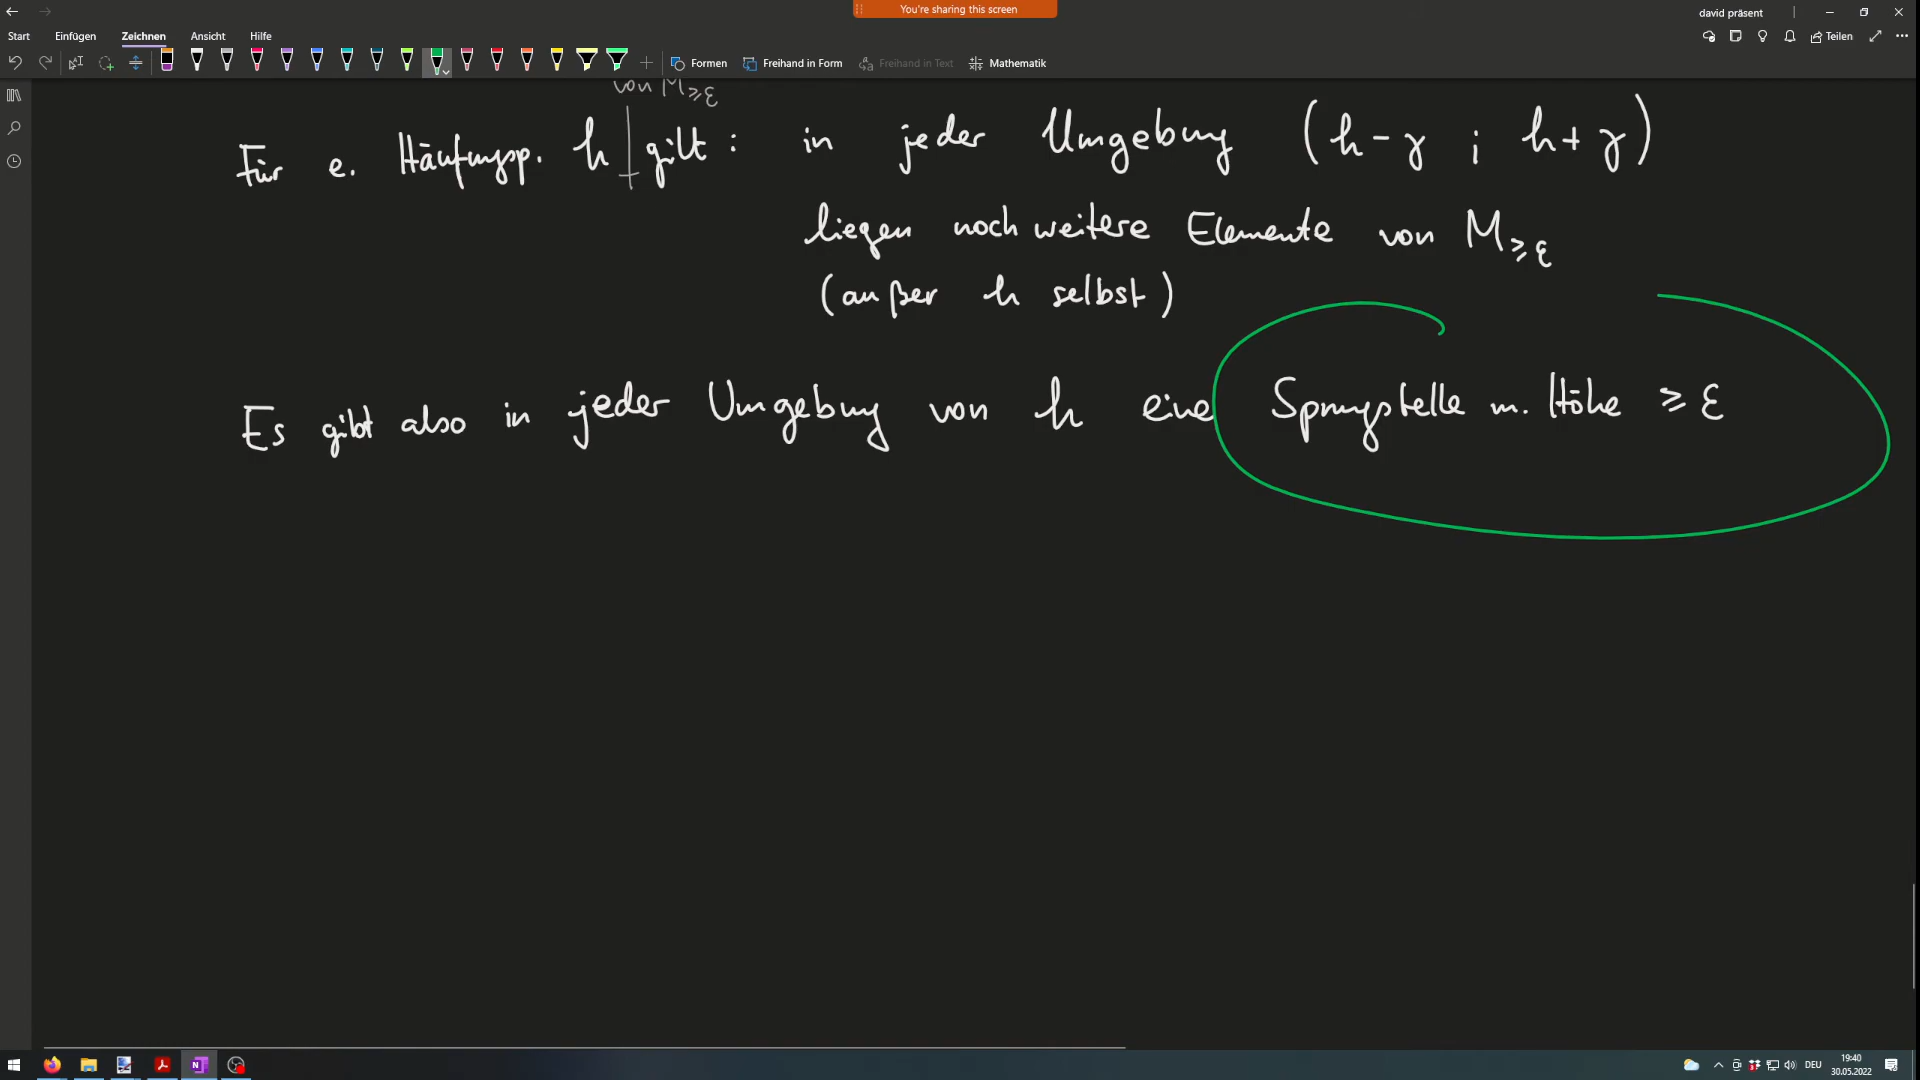 You're sharing this screen
david präsent
Start Einfügen Zeichnen Ansicht Hilfe
Teilen
Formen Freihand in Form Freihand in Text Mathematik
von M≥ε
Für e. Häufungsp. h gilt : in jeder Umgebung (h-γ ; h+γ)
liegen noch weitere Elemente von M≥ε
(außer h selbst)
Es gibt also in jeder Umgebung von h eine Sprungstelle m. Höhe ≥ ε
DEU
19:40
30.05.2022